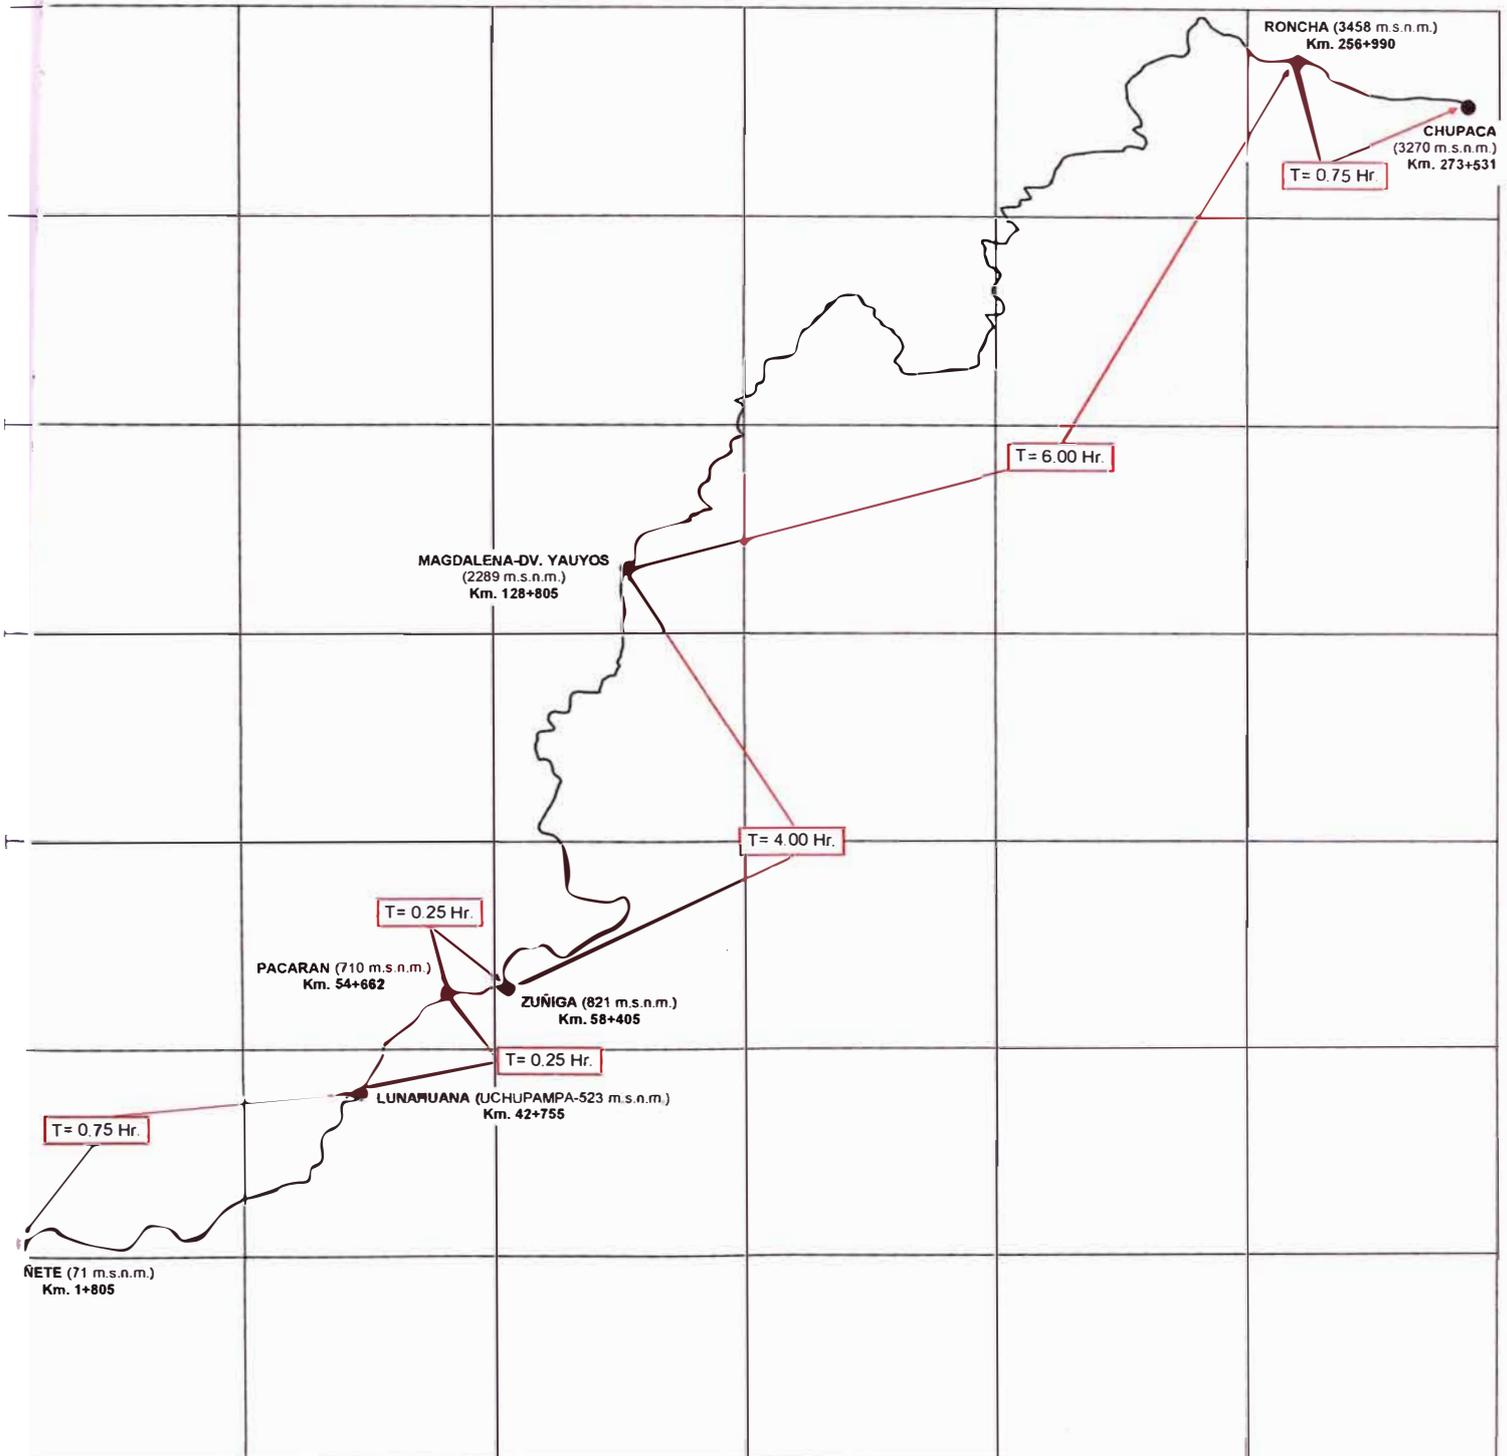 RONCHA (3458 m.s.n.m.)
Km. 256+990
CHUPACA
(3270 m.s.n.m.)
Km. 273+531
T= 0.75 Hr.
T= 6.00 Hr.
MAGDALENA-DV. YAUYOS
(2289 m.s.n.m.)
Km. 128+805
T= 4.00 Hr.
T= 0.25 Hr.
PACARAN (710 m.s.n.m.)
Km. 54+662
ZUÑIGA (821 m.s.n.m.)
Km. 58+405
T= 0.25 Hr.
LUNAHUANA (UCHUPAMPA-523 m.s.n.m.)
Km. 42+755
T= 0.75 Hr.
ÑETE (71 m.s.n.m.)
Km. 1+805